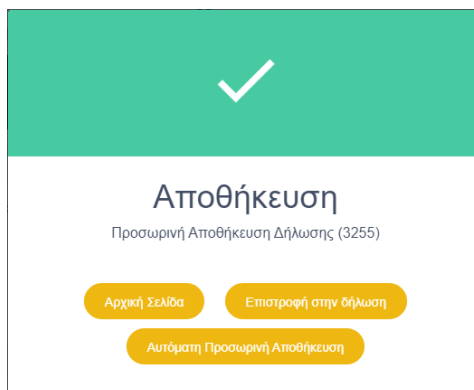 Αποθήκευση
Προσωρινή Αποθήκευση Δήλωσης (3255)
Αρχική Σελίδα
Επιστροφή στην δήλωση
Αυτόματη Προσωρινή Αποθήκευση